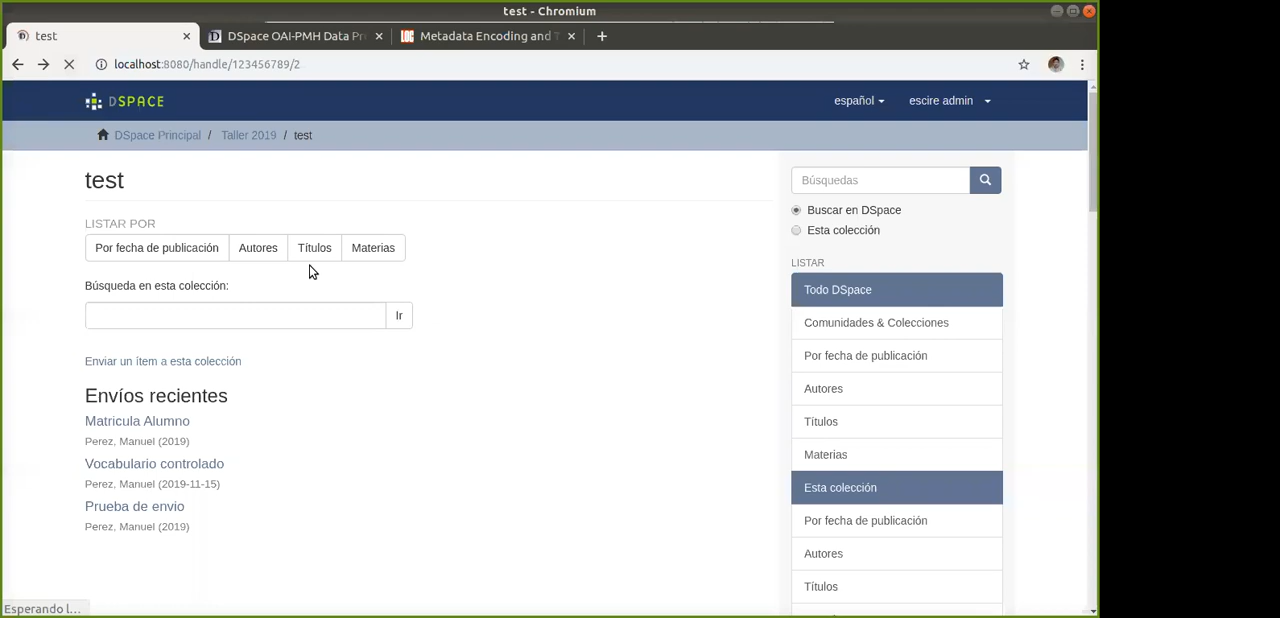 test - Chromium
test
DSpace OAI-PMH Data Pr
Metadata Encoding and T
localhost:8080/handle/123456789/2
DSPACE
español
escire admin
DSpace Principal / Taller 2019 / test
test
LISTAR POR
Por fecha de publicación
Autores
Títulos
Materias
Búsqueda en esta colección:
Ir
Enviar un ítem a esta colección
Envíos recientes
Matricula Alumno
Perez, Manuel (2019)
Vocabulario controlado
Perez, Manuel (2019-11-15)
Prueba de envio
Perez, Manuel (2019)
Búsquedas
Buscar en DSpace
Esta colección
LISTAR
Todo DSpace
Comunidades & Colecciones
Por fecha de publicación
Autores
Títulos
Materias
Esta colección
Por fecha de publicación
Autores
Títulos
Esperando l...